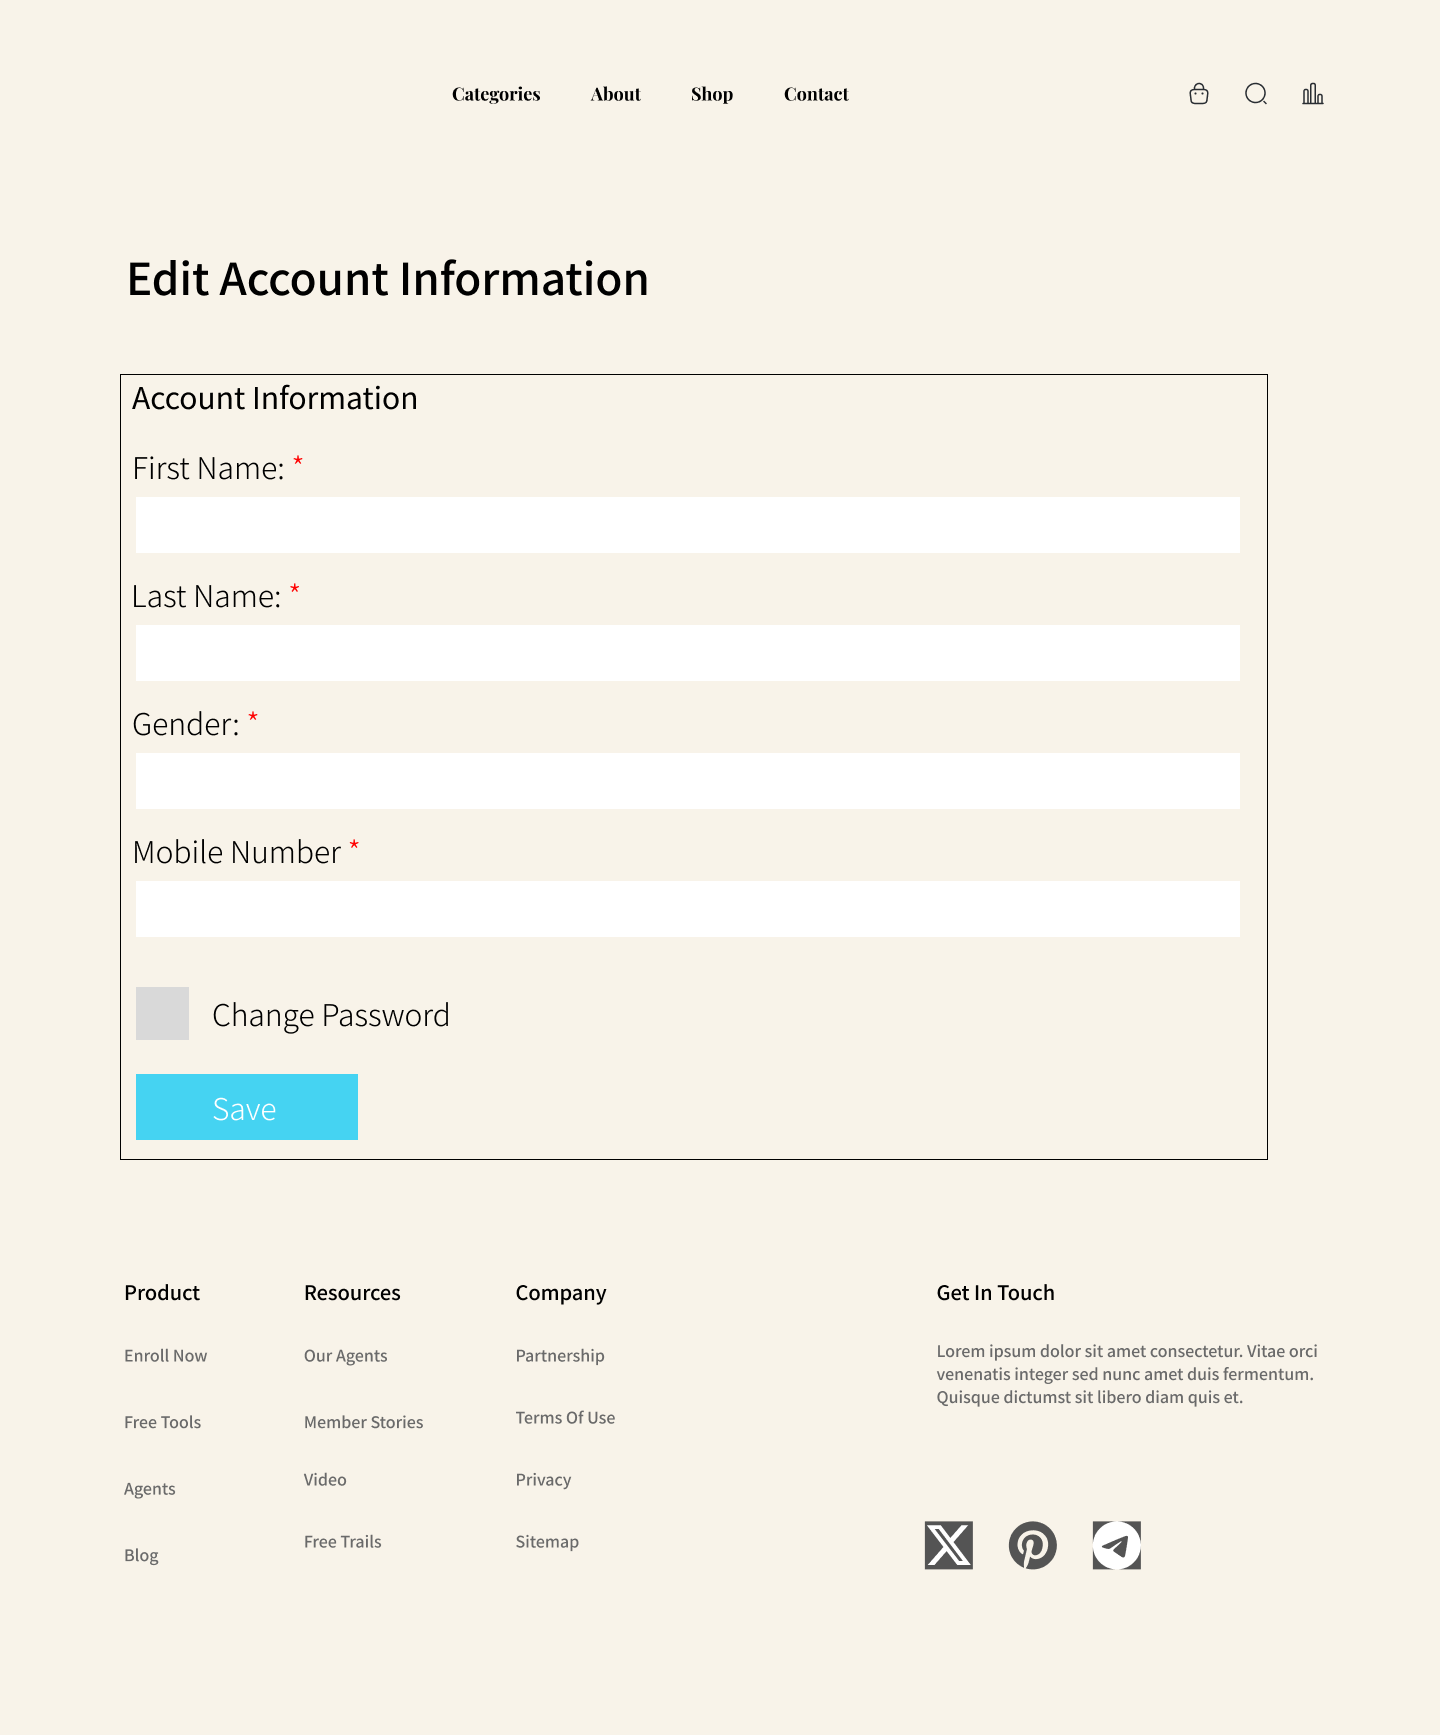 Categories About Shop Contact
Edit Account Information
Account Information
First Name: *
Last Name: *
Gender: *
Mobile Number *
Change Password
Save
Product
Enroll Now
Free Tools
Agents
Blog
Resources
Our Agents
Member Stories
Video
Free Trails
Company
Partnership
Terms Of Use
Privacy
Sitemap
Get In Touch
Lorem ipsum dolor sit amet consectetur. Vitae orci
venenatis integer sed nunc amet duis fermentum.
Quisque dictumst sit libero diam quis et.